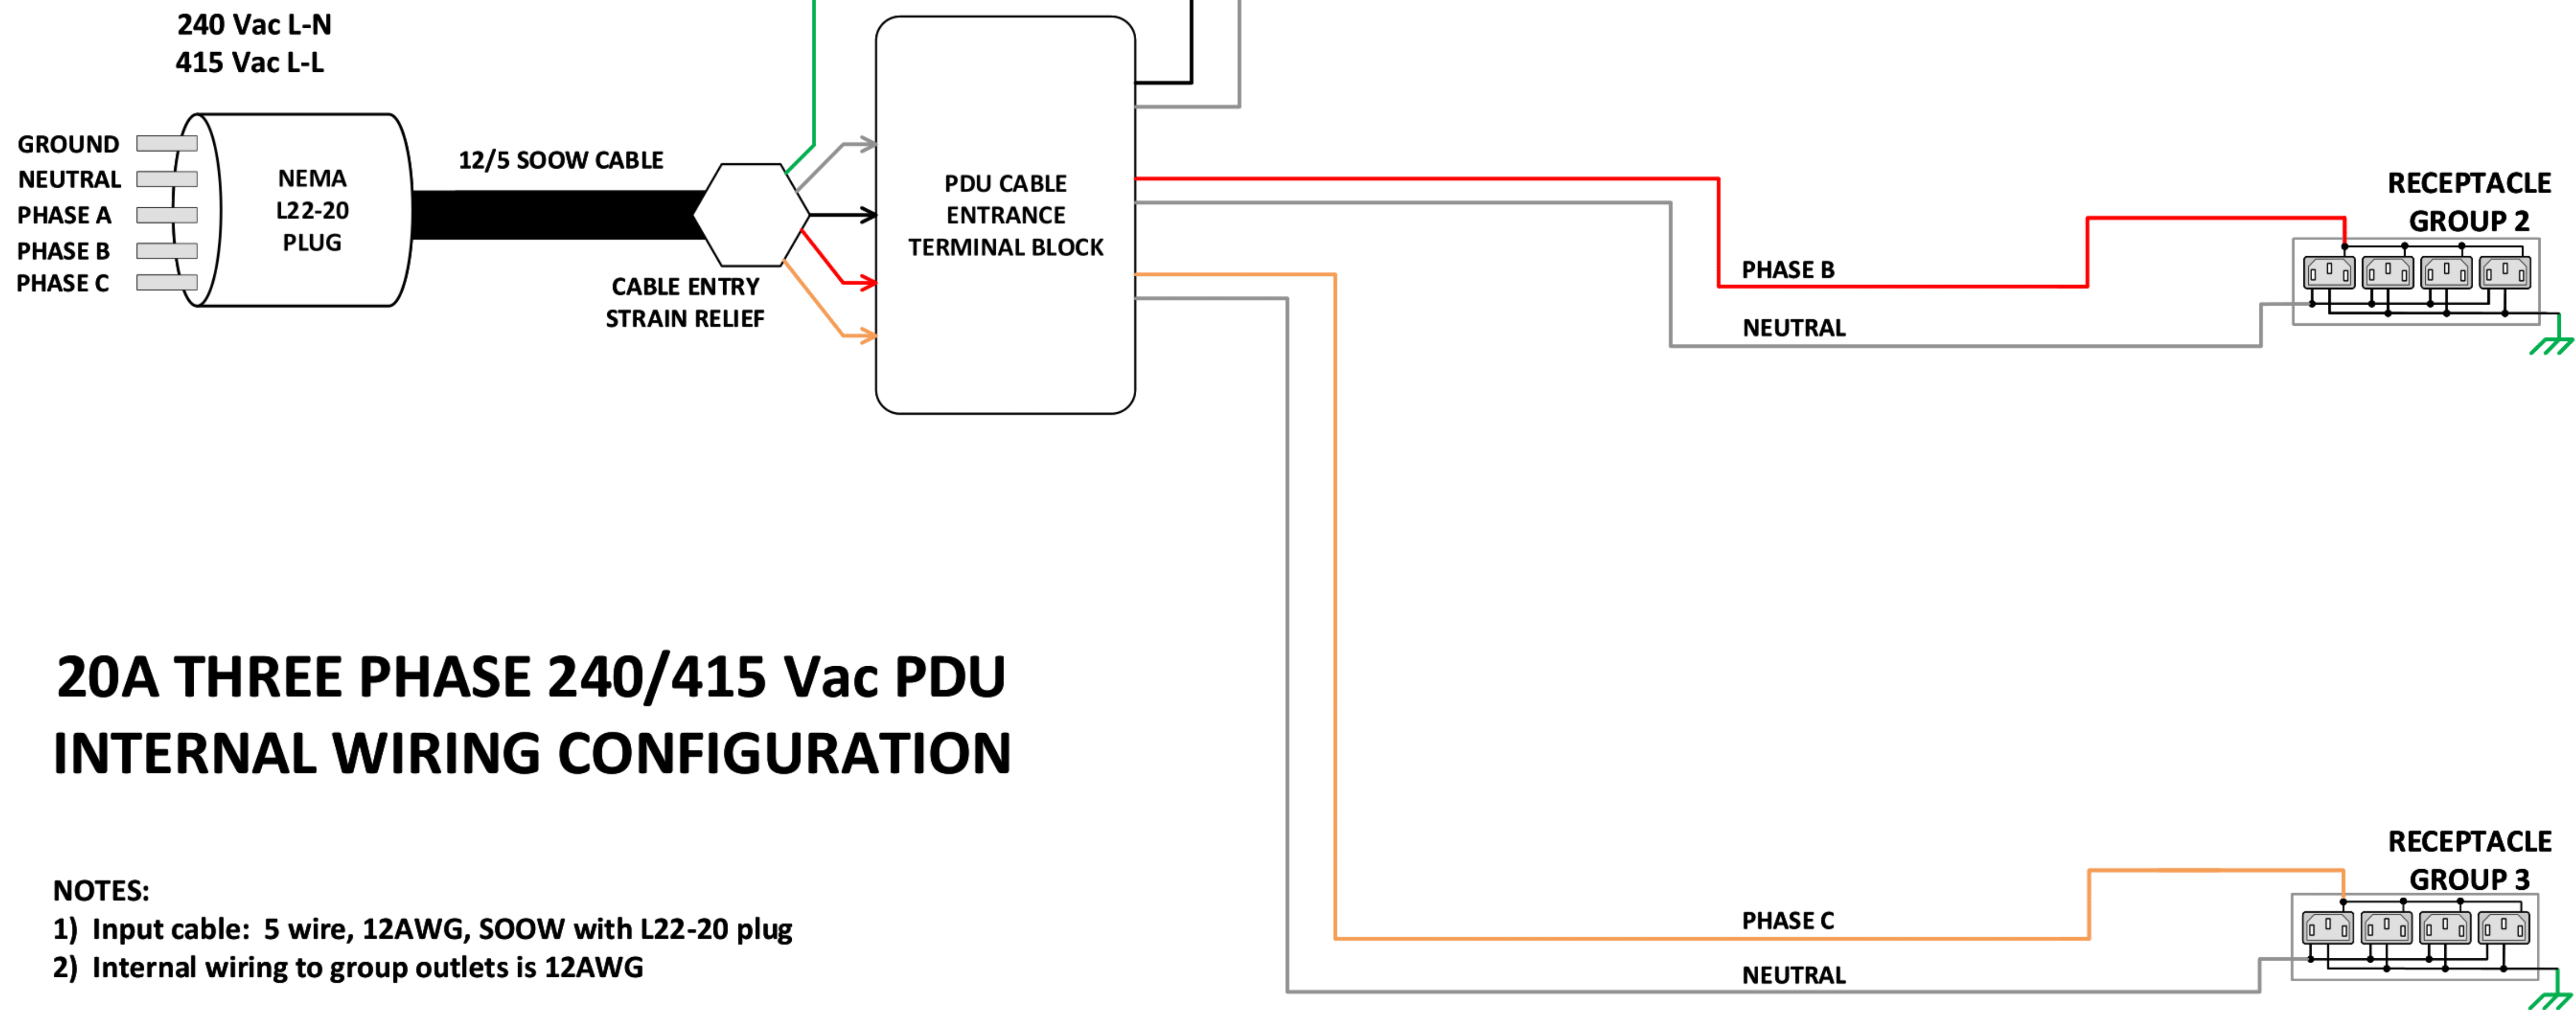 240 Vac L-N
415 Vac L-L
GROUND
NEUTRAL
PHASE A
PHASE B
PHASE C
NEMA
L22-20
PLUG
12/5 SOOW CABLE
CABLE ENTRY
STRAIN RELIEF
PDU CABLE
ENTRANCE
TERMINAL BLOCK
PHASE B
NEUTRAL
RECEPTACLE
GROUP 2
20A THREE PHASE 240/415 Vac PDU
INTERNAL WIRING CONFIGURATION
NOTES:
1) Input cable: 5 wire, 12AWG, SOOW with L22-20 plug
2) Internal wiring to group outlets is 12AWG
PHASE C
NEUTRAL
RECEPTACLE
GROUP 3